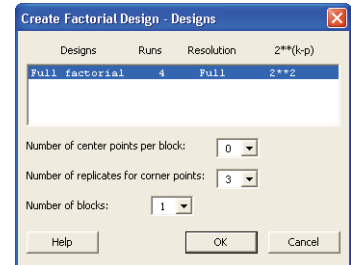 Create Factorial Design - Designs
Designs Runs Resolution 2**(k-p)
Full factorial 4 Full 2**2
Number of center points per block: 0
Number of replicates for corner points: 3
Number of blocks: 1
Help OK Cancel